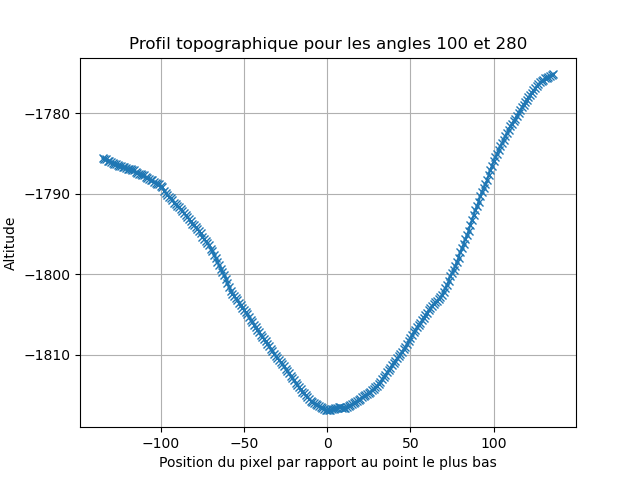 Profil topographique pour les angles 100 et 280
−1780
−1790
−1800
−1810
Altitude
−100 −50 0 50 100
Position du pixel par rapport au point le plus bas